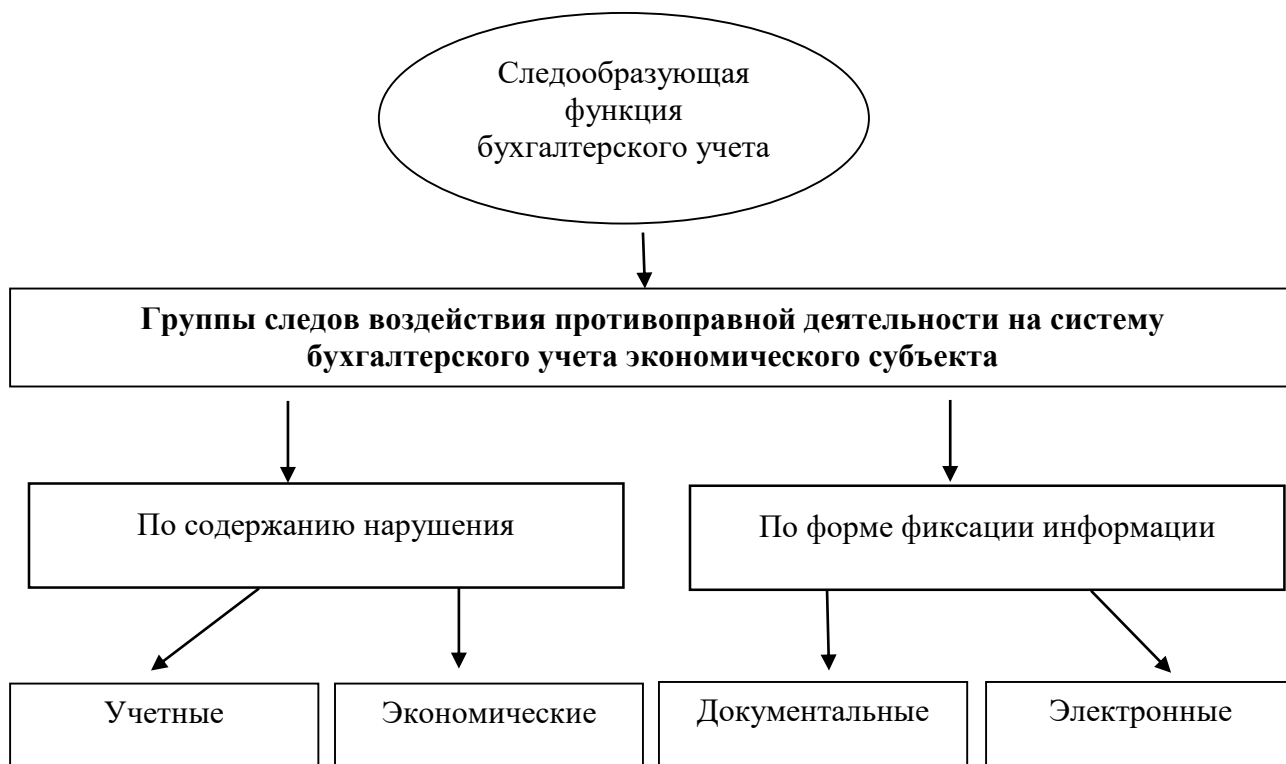 Следообразующая
функция
бухгалтерского учета
Группы следов воздействия противоправной деятельности на систему
бухгалтерского учета экономического субъекта
По содержанию нарушения
По форме фиксации информации
Учетные
Экономические
Документальные
Электронные